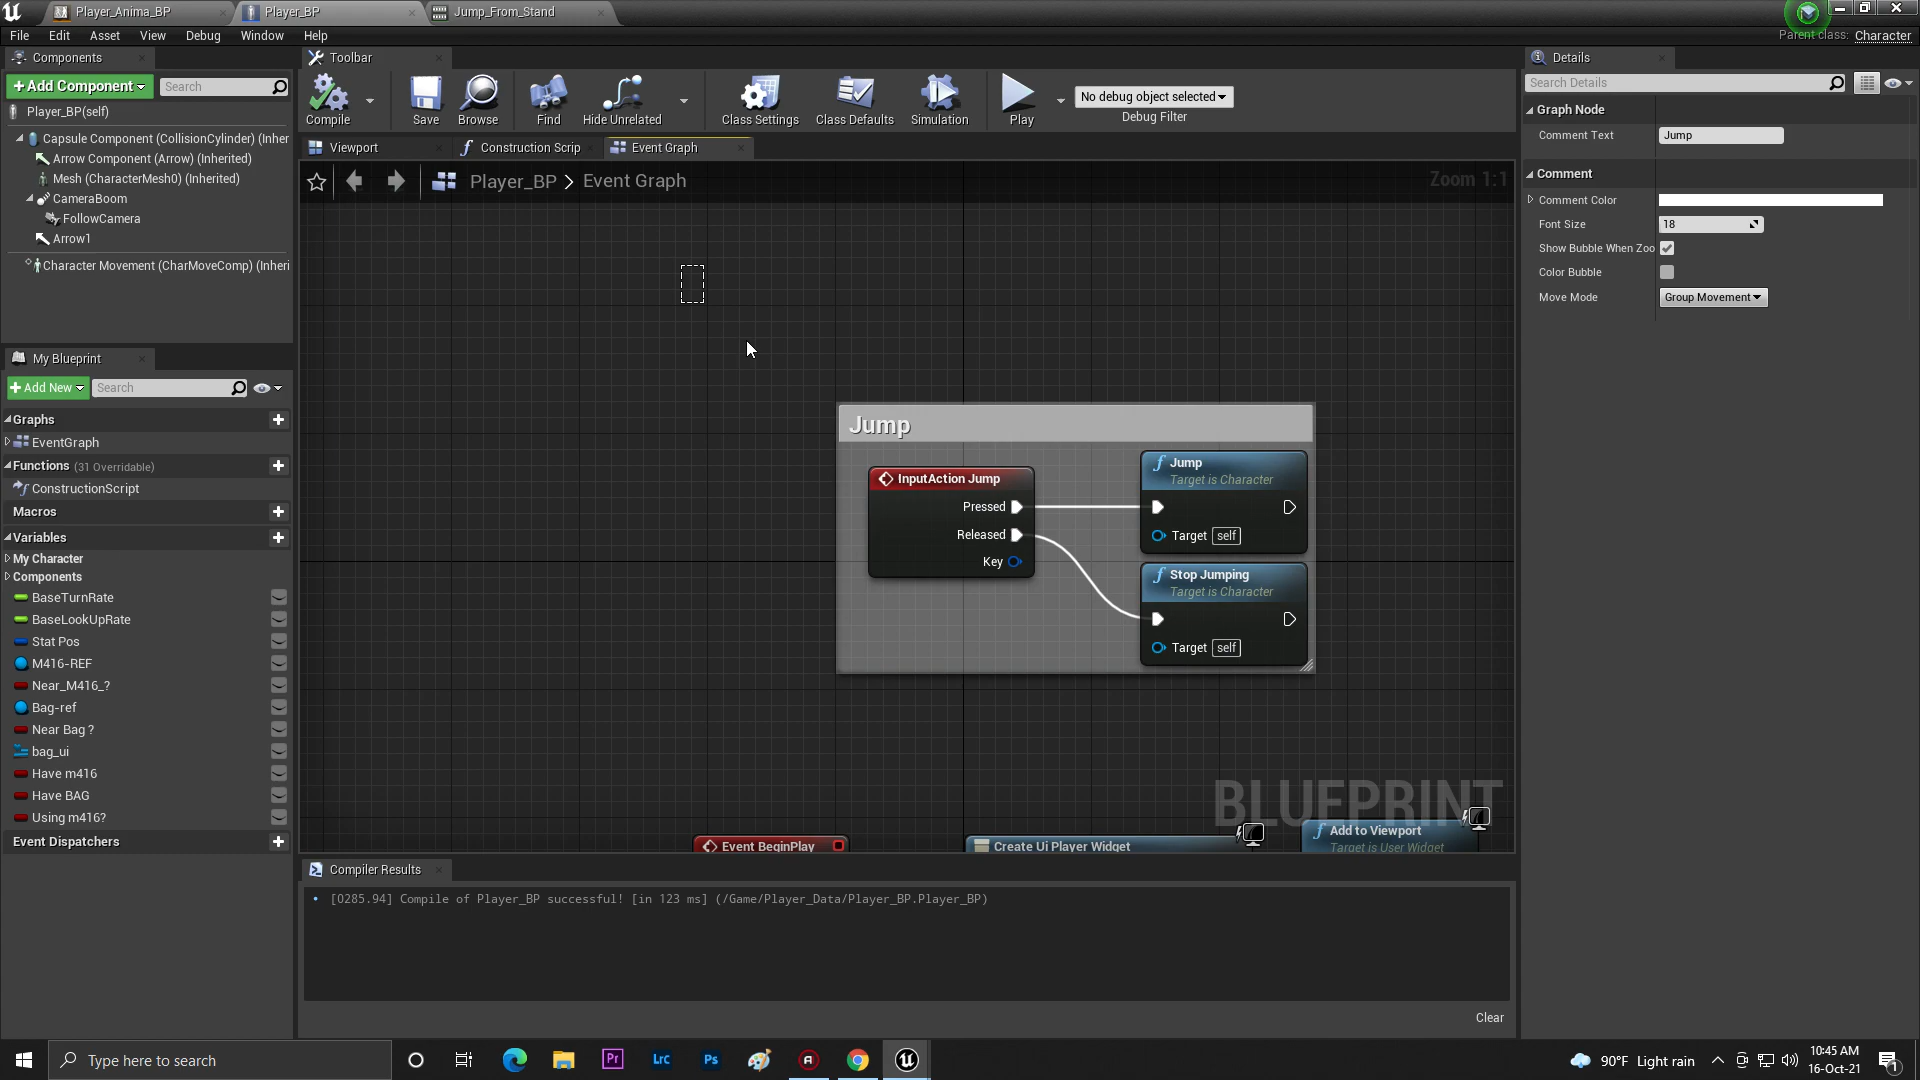 Player_Anima_BP
Player_BP
Jump_From_Stand
File Edit Asset View Debug Window Help
Parent class: Character
Components
Toolbar
Details
+Add Component
Search
Compile
Save
Browse
Find
Hide Unrelated
Class Settings
Class Defaults
Simulation
Play
No debug object selected
Debug Filter
Search Details
Player_BP(self)
Capsule Component (CollisionCylinder) (Inher
Arrow Component (Arrow) (Inherited)
Mesh (CharacterMesh0) (Inherited)
CameraBoom
FollowCamera
Arrow1
Character Movement (CharMoveComp) (Inheri
Viewport
Construction Scrip
Event Graph
Player_BP > Event Graph
Zoom 1:1
Graph Node
Comment Text
Jump
Comment
Comment Color
Font Size
18
Show Bubble When Zoo
Color Bubble
Move Mode
Group Movement
My Blueprint
+Add New
Search
Graphs
EventGraph
Functions (31 Overridable)
ConstructionScript
Macros
Variables
My Character
Components
BaseTurnRate
BaseLookUpRate
Stat Pos
M416-REF
Near_M416_?
Bag-ref
Near Bag ?
bag_ui
Have m416
Have BAG
Using m416?
Event Dispatchers
Jump
InputAction Jump
Pressed
Released
Key
Jump
Target is Character
Target self
Stop Jumping
Target is Character
Target self
BLUEPRINT
Event BeginPlay
Create Ui Player Widget
Add to Viewport
Target is User Widget
Compiler Results
• [0285.94] Compile of Player_BP successful! [in 123 ms] (/Game/Player_Data/Player_BP.Player_BP)
Clear
Type here to search
Pr
Lrc
Ps
90°F Light rain
10:45 AM
16-Oct-21
1